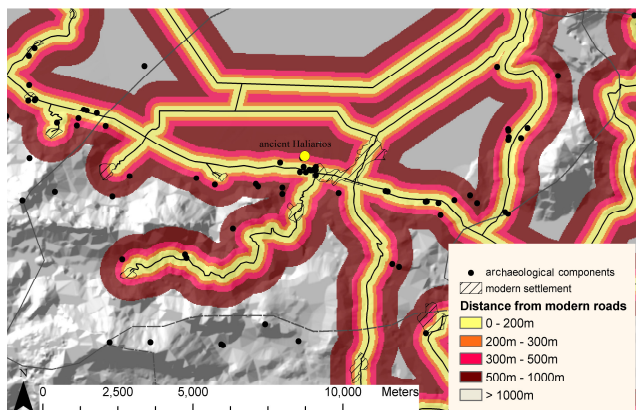 ancient Haliartos
archaeological components
modern settlement
Distance from modern roads
0 - 200m
200m - 300m
300m - 500m
500m - 1000m
> 1000m
N
0 2,500 5,000 10,000 Meters